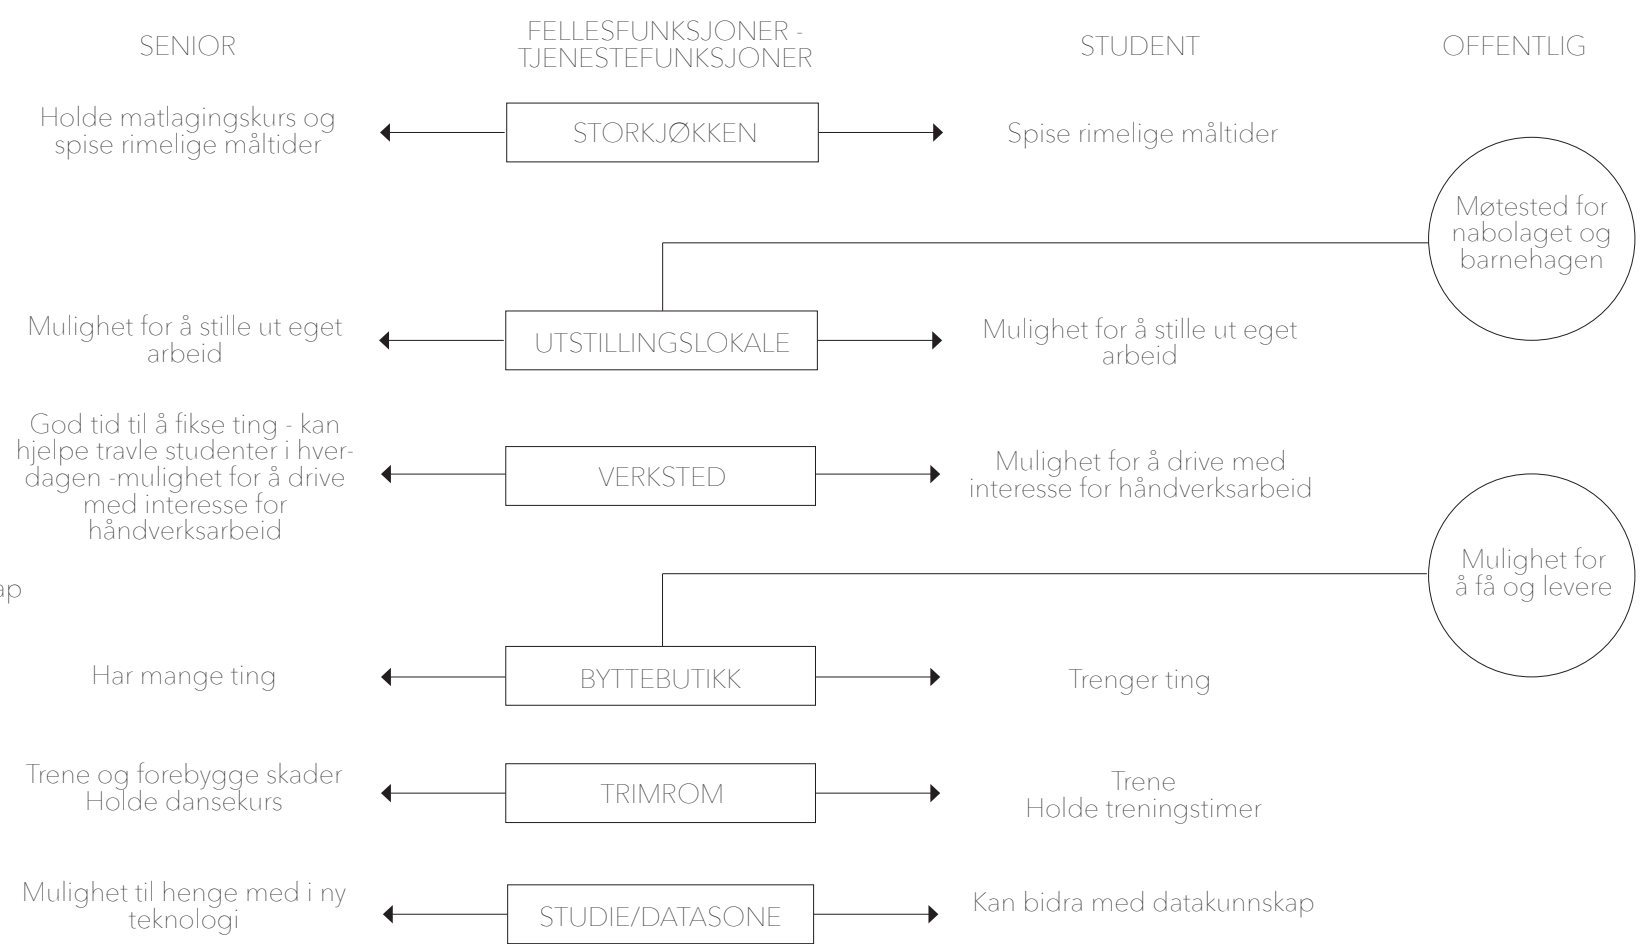 SENIOR
FELLESFUNKSJONER -
TJENESTEFUNKSJONER
STUDENT
OFFENTLIG
Holde matlagingskurs og
spise rimelige måltider
STORKJØKKEN
Spise rimelige måltider
Møtested for
nabolaget og
barnehagen
Mulighet for å stille ut eget
arbeid
UTSTILLINGSLOKALE
Mulighet for å stille ut eget
arbeid
God tid til å fikse ting - kan
hjelpe travle studenter i hver-
dagen -mulighet for å drive
med interesse for
håndverksarbeid
VERKSTED
Mulighet for å drive med
interesse for håndverksarbeid
Mulighet for
å få og levere
ap
Har mange ting
BYTTEBUTIKK
Trenger ting
Trene og forebygge skader
Holde dansekurs
TRIMROM
Trene
Holde treningstimer
Mulighet til henge med i ny
teknologi
STUDIE/DATASONE
Kan bidra med datakunnskap